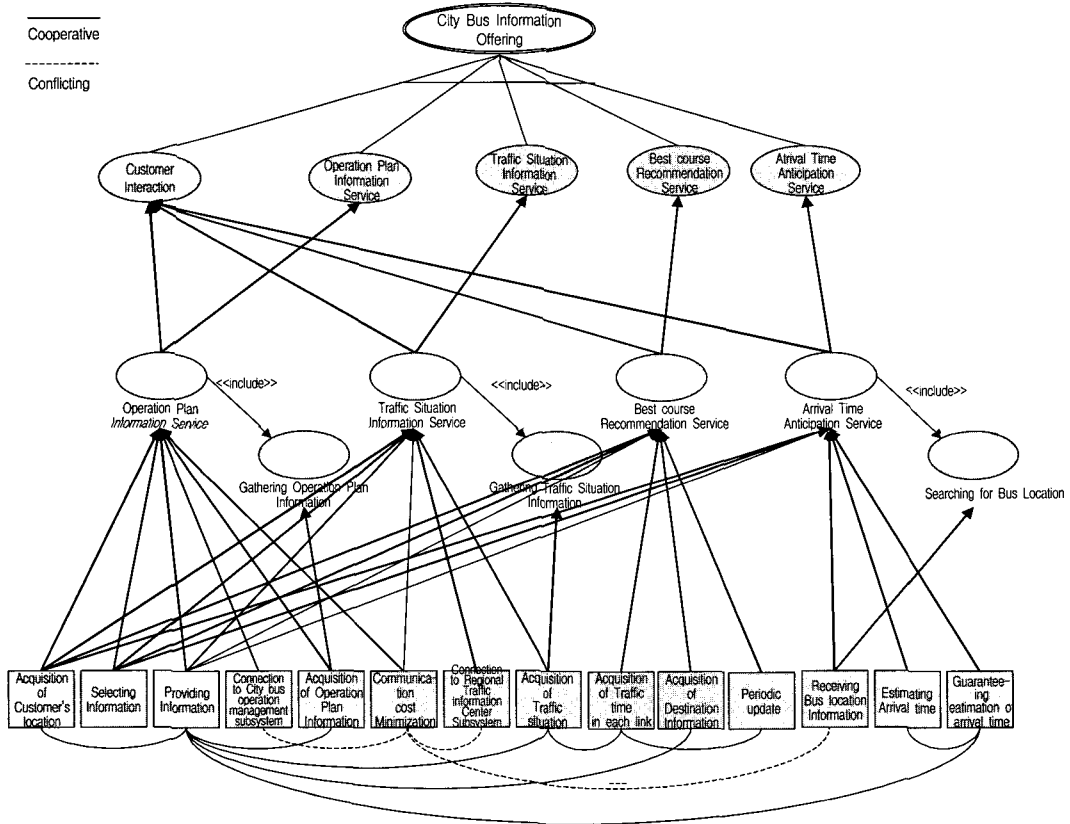 Cooperative
Conflicting
City Bus Information
Offering
Customer
Interaction
Operation Plan
Information
Service
Traffic Situation
Information
Service
Best course
Recommendation
Service
Atrival Time
Anticipation
Service
<<include>>
<<include>>
<<include>>
Operation Plan
Information Service
Traffic Situation
Information Service
Best course
Recommendation Service
Arrival Time
Anticipation Service
Gathering Operation Plan
Information
Gathering Traffic Situation
Information
Searching for Bus Location
Acquisition
of
Customer's
location
Selecting
Information
Providing
Information
Connection
to City bus
operation
management
subsystem
Acquisition
of Operation
Plan
Information
Communica-
tion
cost
Minimization
Connection
to Regional
Traffic
information
Center
Subsystem
Acquisition
of
Traffic
situation
Acquisition
of Traffic
time
in each link
Acquisition
of
Destination
Information
Periodic
update
Receiving
Bus location
Information
Estimating
Arrival time
Guarantee-
ing
eatimation o
arrival time